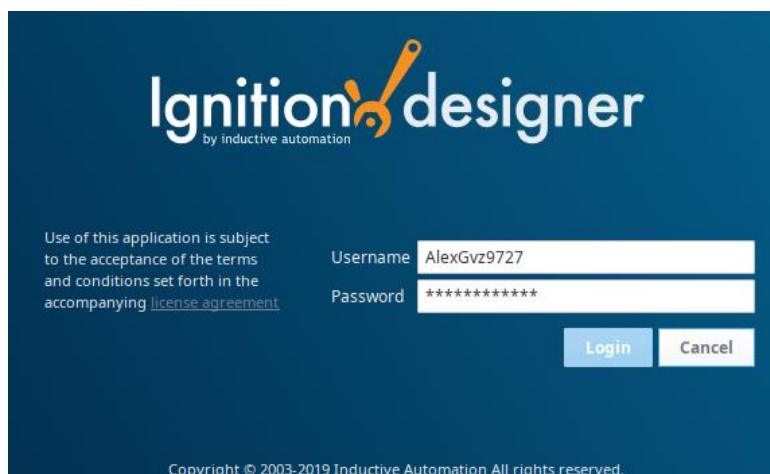 Ignition designer
by inductive automation
Use of this application is subject
to the acceptance of the terms
and conditions set forth in the
accompanying license agreement
Username AlexGvz9727
Password ************
Login Cancel
Copyright © 2003-2019 Inductive Automation All rights reserved.